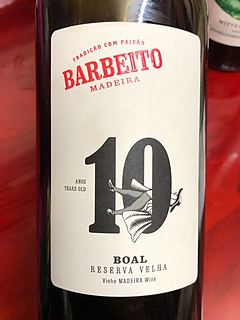 TRADIÇÃO COM PAIXÃO
BARBEITO
MADEIRA
10
ANOS
YEARS OLD
BOAL
RESERVA VELHA
Vinho MADEIRA Wine